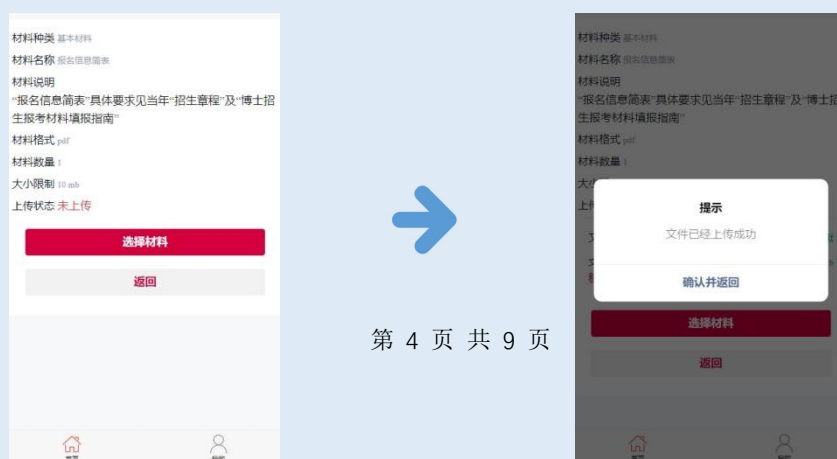 材料种类 基本材料
材料名称 报名信息简表
材料说明
“报名信息简表”具体要求见当年“招生章程”及“博士招
生报考材料填报指南”
材料格式 pdf
材料数量 1
大小限制 10 mb
上传状态 未上传
选择材料
返回
第 4 页 共 9 页
材料种类 基本材料
材料名称 报名信息简表
材料说明
“报名信息简表”具体要求见当年“招生章程”及“博士招
生报考材料填报指南”
材料格式 pdf
材料数量 1
提示
文件已经上传成功
确认并返回
选择材料
返回